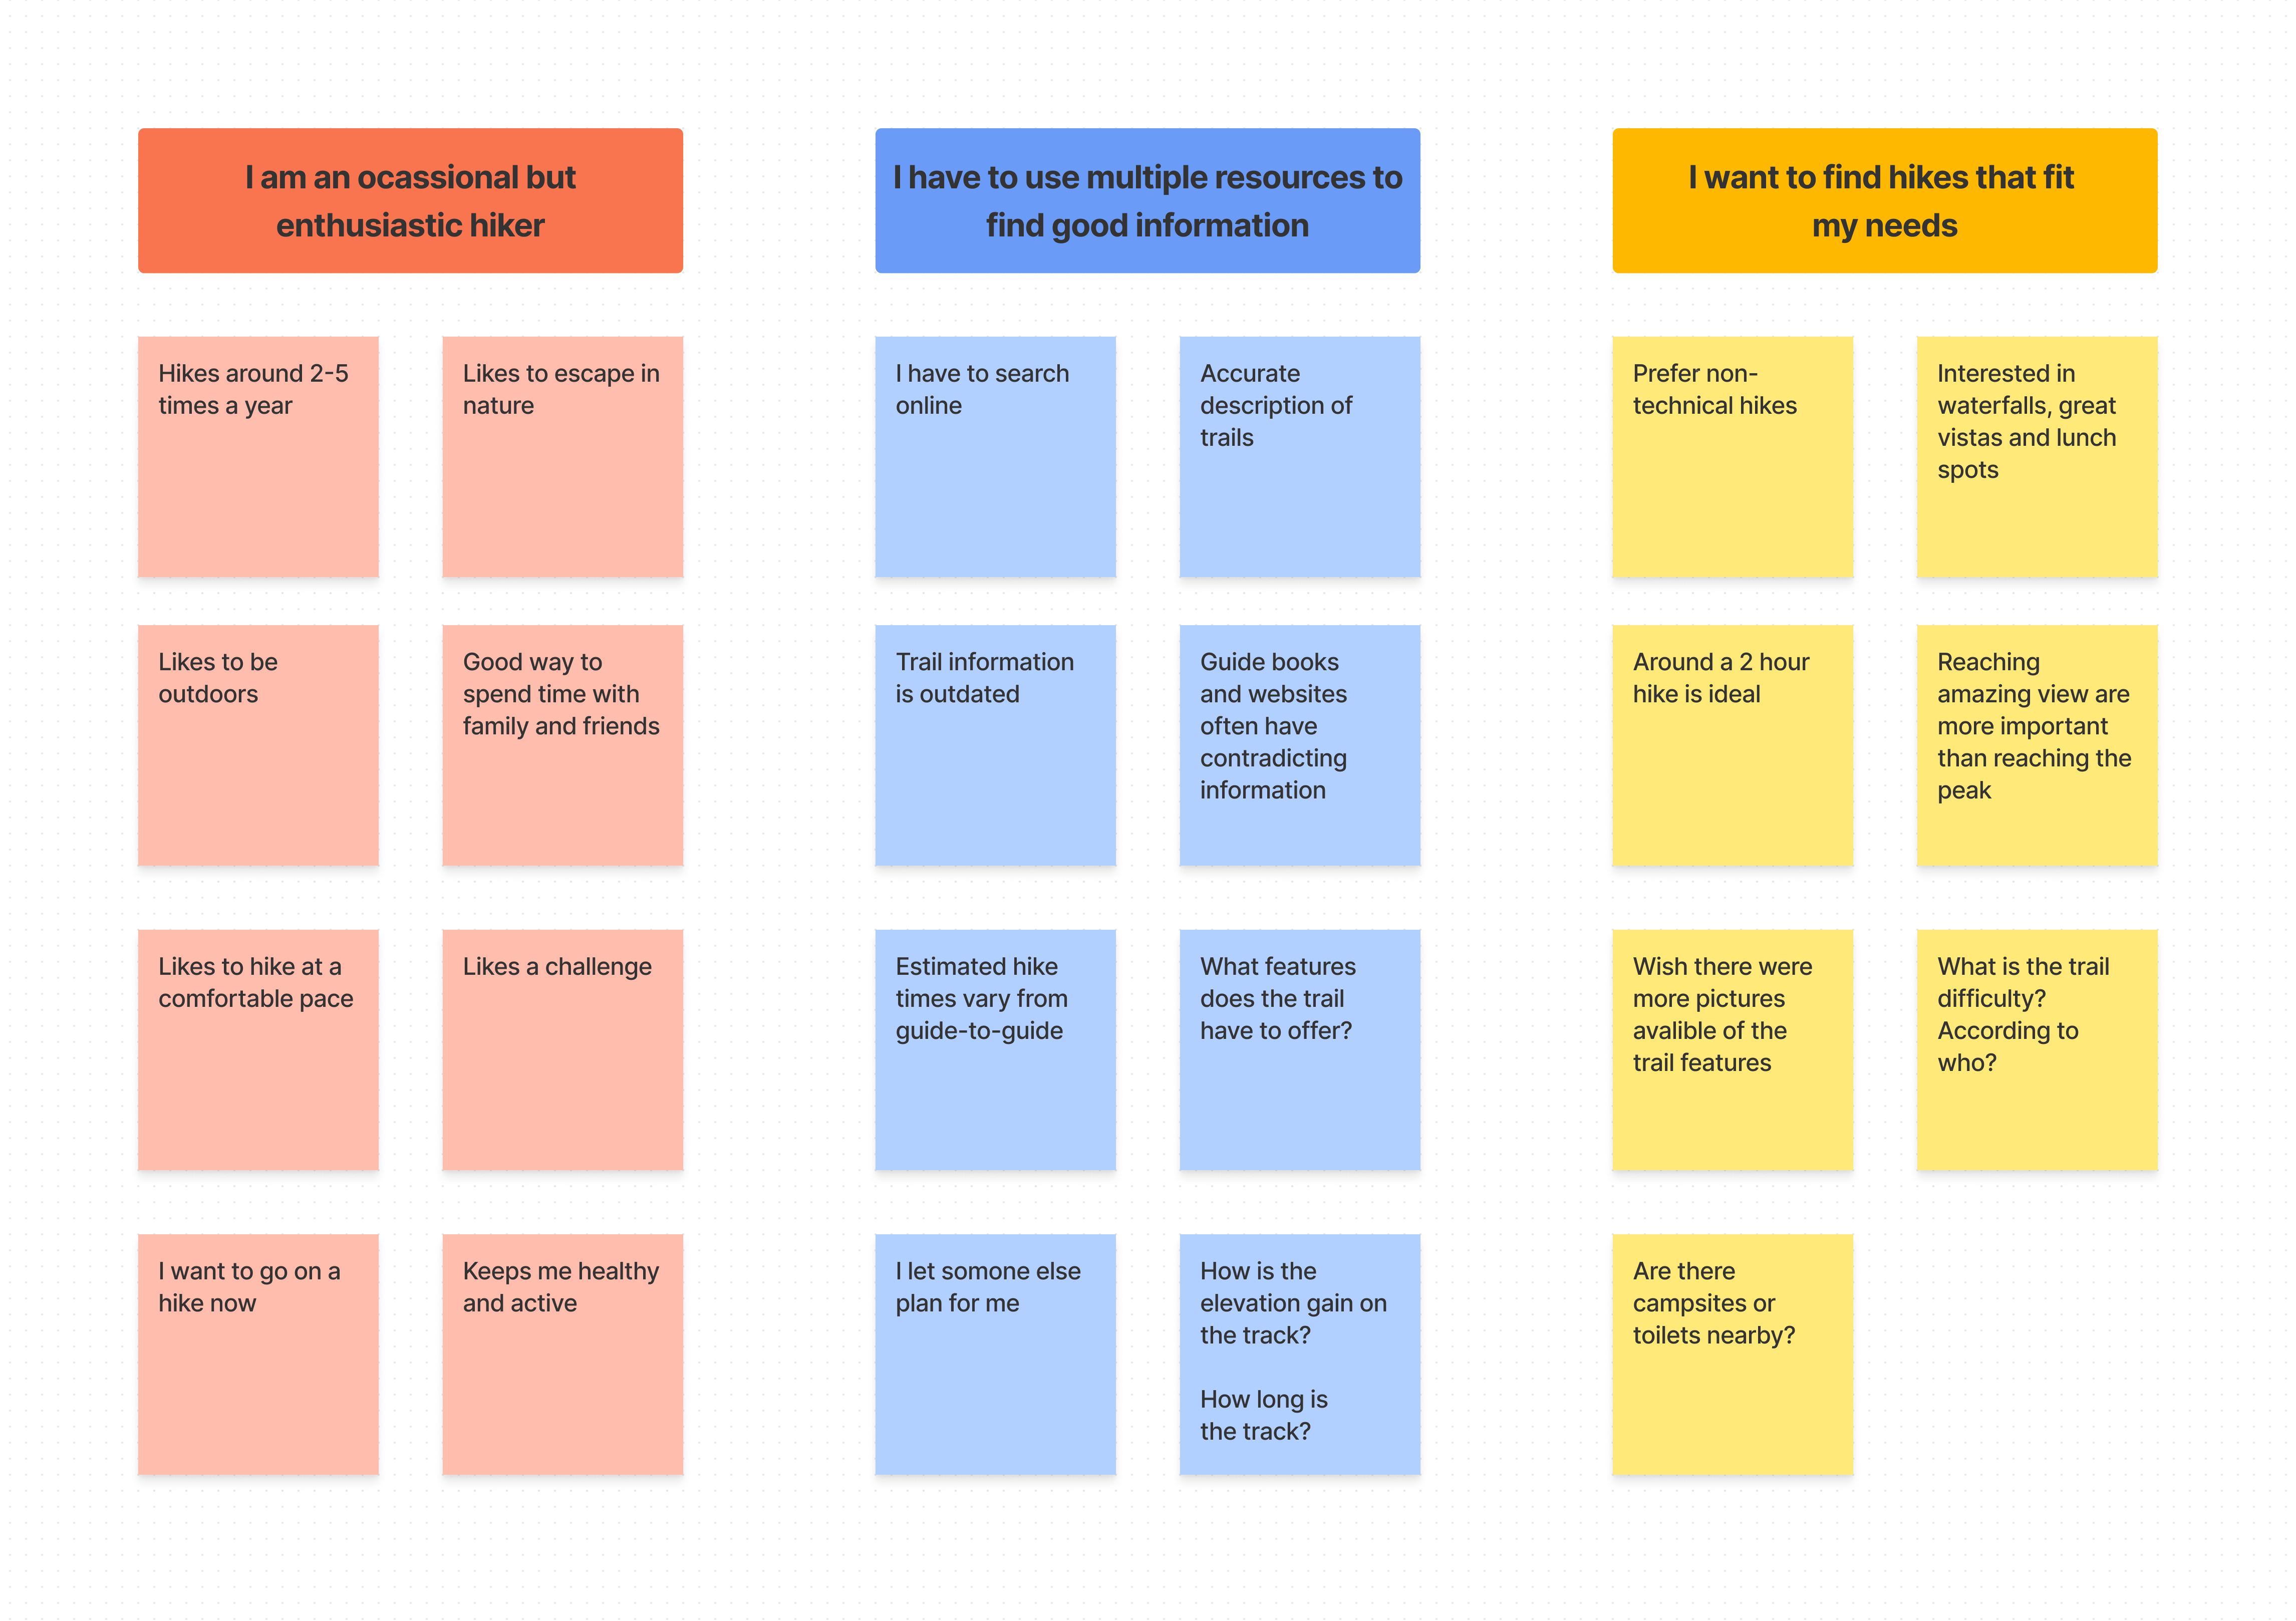 I am an ocassional but
enthusiastic hiker
Hikes around 2-5
times a year
Likes to escape in
nature
Likes to be
outdoors
Good way to
spend time with
family and friends
Likes to hike at a
comfortable pace
Likes a challenge
I want to go on a
hike now
Keeps me healthy
and active
I have to use multiple resources to
find good information
I have to search
online
Accurate
description of
trails
Trail information
is outdated
Guide books
and websites
often have
contradicting
information
Estimated hike
times vary from
guide-to-guide
What features
does the trail
have to offer?
I let somone else
plan for me
How is the
elevation gain on
the track?
How long is
the track?
I want to find hikes that fit
my needs
Prefer non-
technical hikes
Interested in
waterfalls, great
vistas and lunch
spots
Around a 2 hour
hike is ideal
Reaching
amazing view are
more important
than reaching the
peak
Wish there were
more pictures
avalible of the
trail features
What is the trail
difficulty?
According to
who?
Are there
campsites or
toilets nearby?